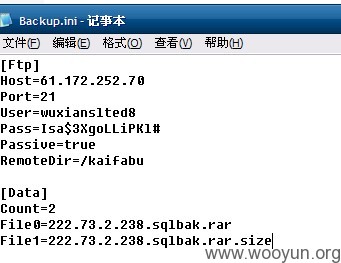 Backup.ini - 记事本
文件(F) 编辑(E) 格式(O) 查看(V) 帮助(H)
[Ftp]
Host=61.172.252.70
Port=21
User=wuxianslted8
Pass=Isa$3XgoLLiPKl#
Passive=true
RemoteDir=/kaifabu
[Data]
Count=2
File0=222.73.2.238.sqlbak.rar
File1=222.73.2.238.sqlbak.rar.size
www.wooyun.org